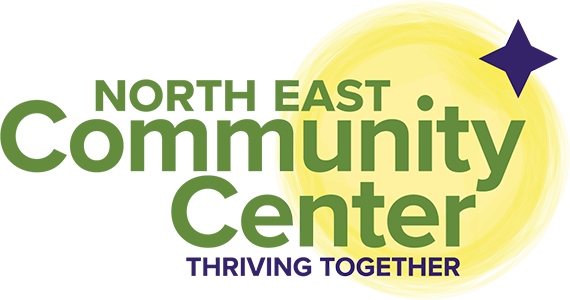 NORTH EAST
Community
Center
THRIVING TOGETHER